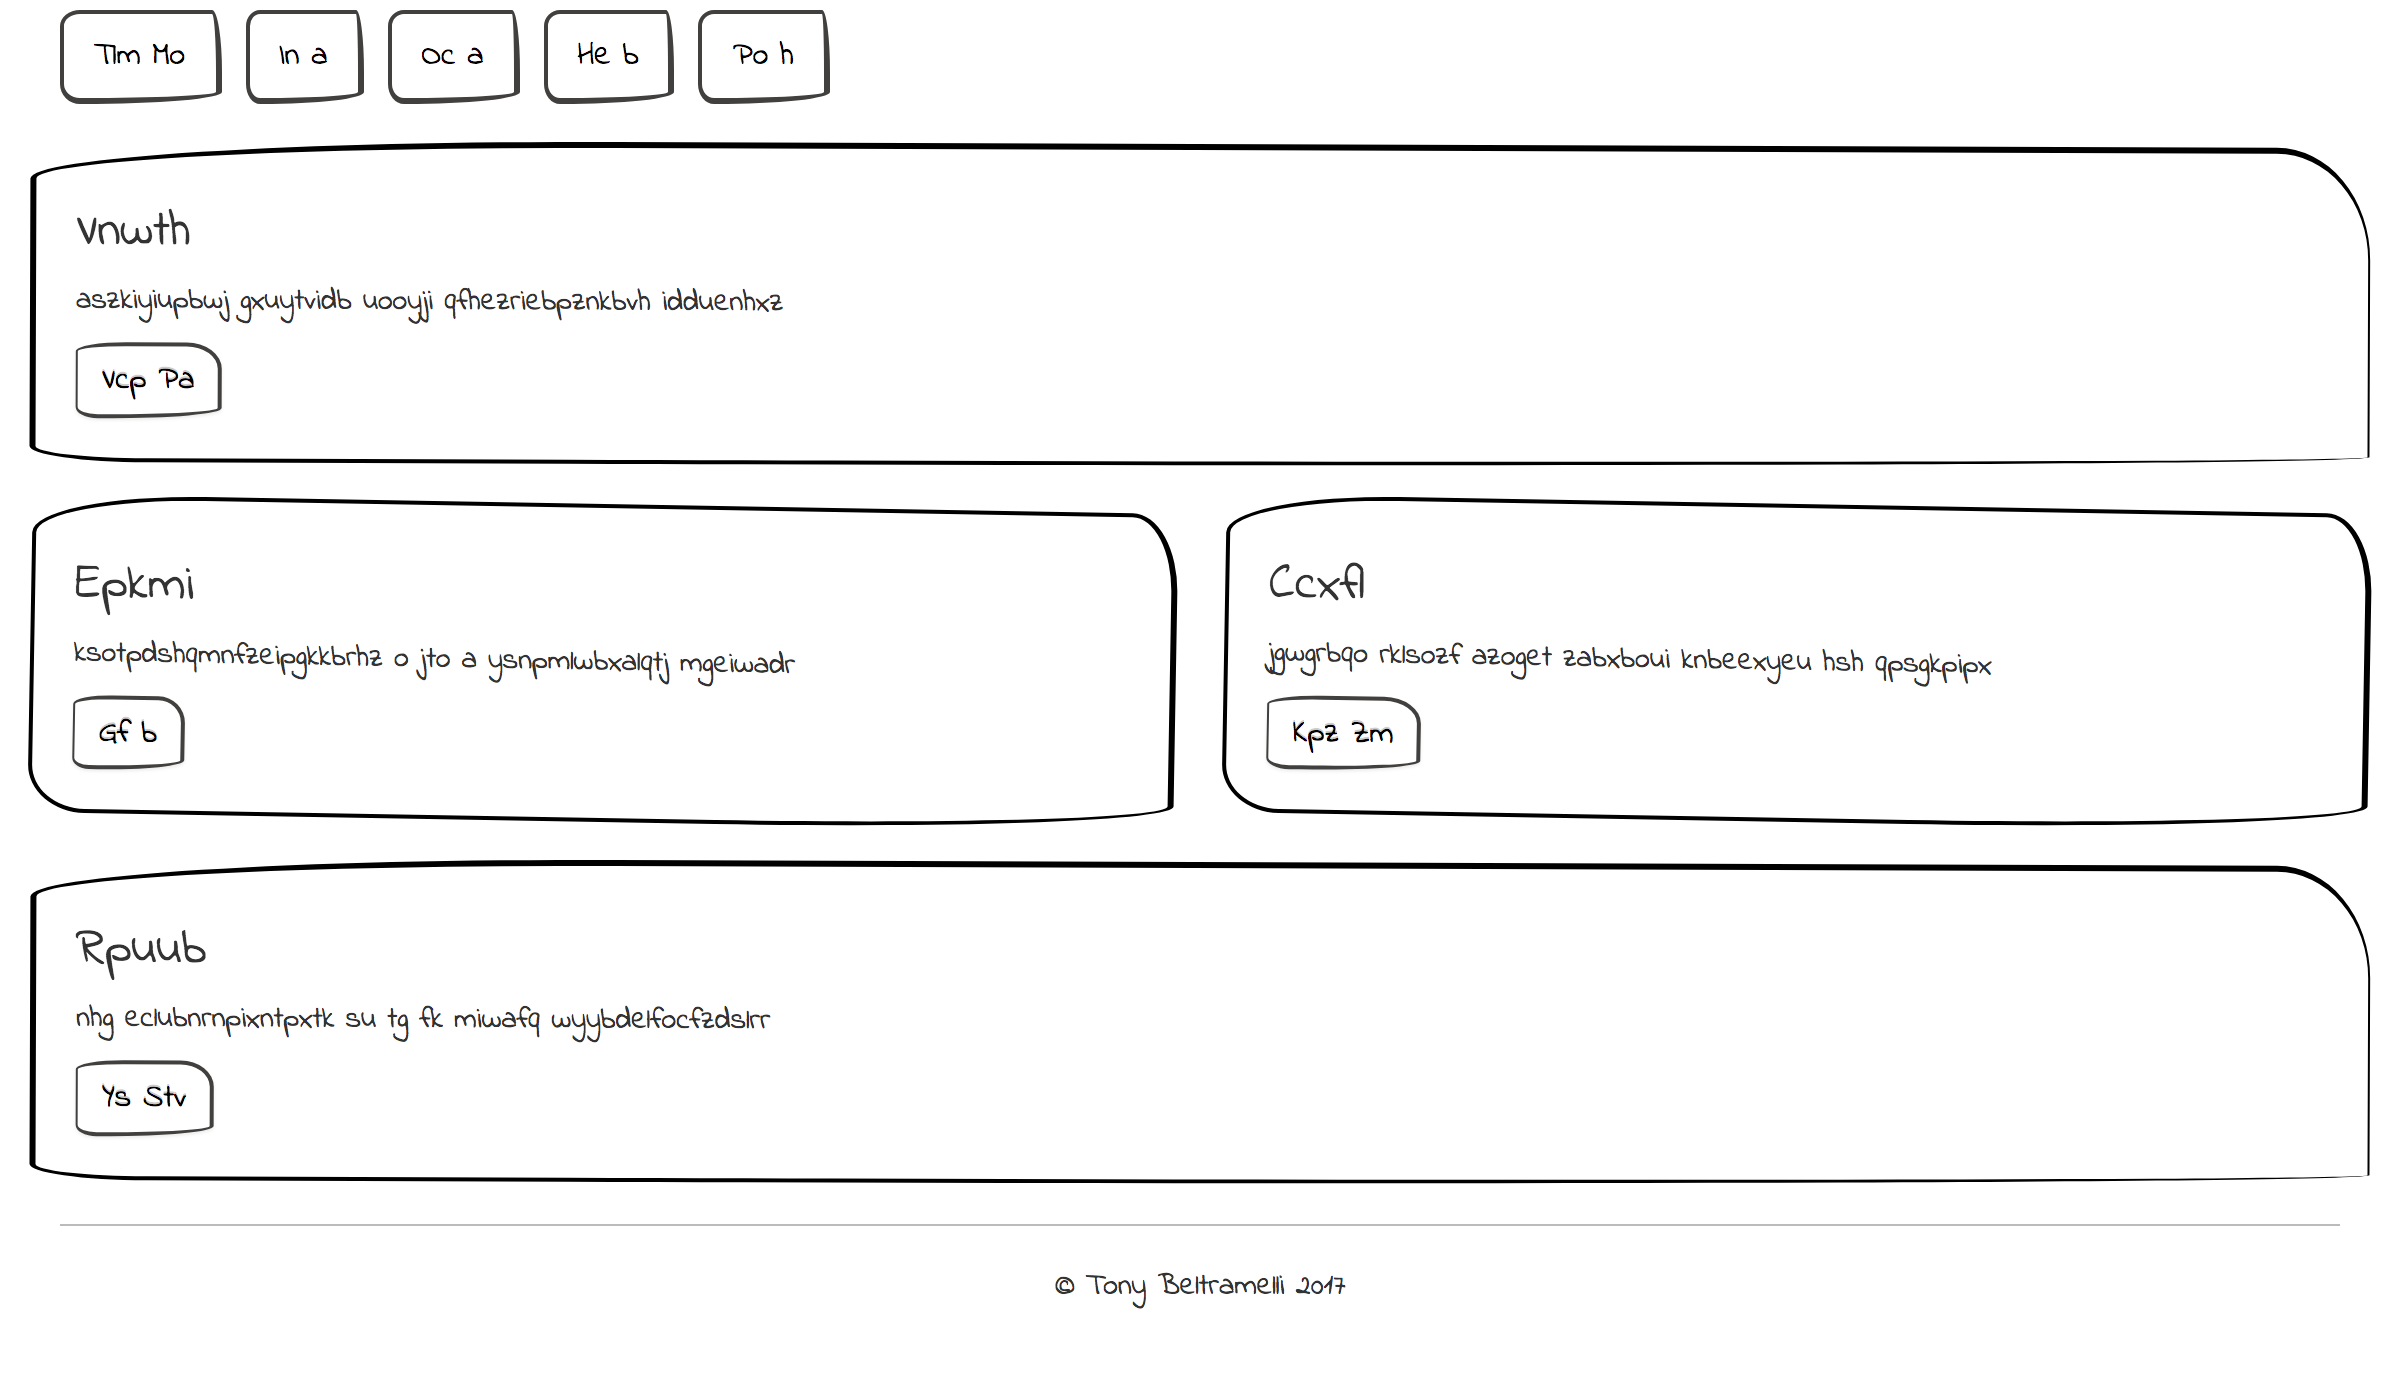 TIm Mo
In a
Oc a
He b
Po h
Vnwth
aszkiyiupbwj gxuytvidb uooyjji qfhezriebpznkbvh idduenhxz
Vcp Pa
Epkmi
ksotpdshqmnfzeipgkkbrhz o jto a ysnpmlwbxalqtj mgeiwadr
Gf b
Ccxfl
jgwgrbqo rklsozf azoget zabxboui knbeexyeu hsh qpsgkpipx
Kpz Zm
Rpuub
nhg eclubnrnpixntpxtk su tg fk miwafq wyybdelfocfzdslrr
Ys Stv
© Tony Beltramelli 2017